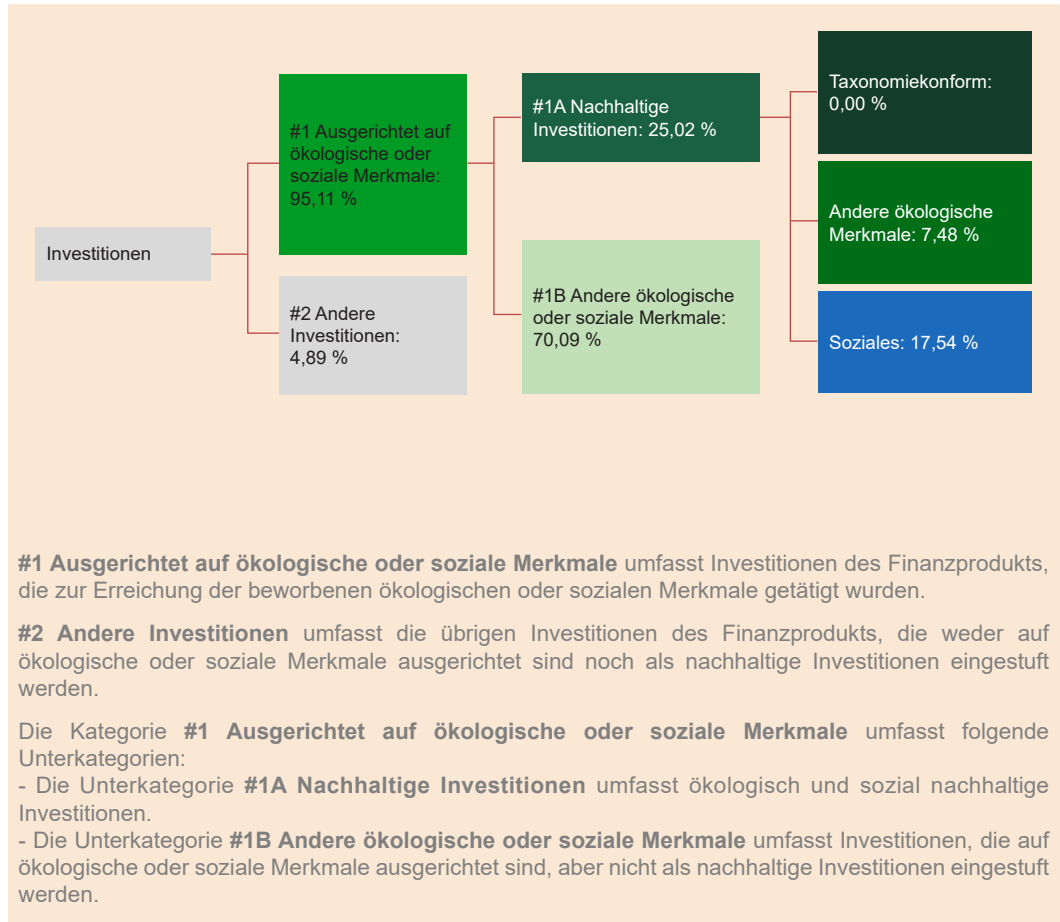 Investitionen
#1 Ausgerichtet auf
ökologische oder
soziale Merkmale:
95,11 %
#2 Andere
Investitionen:
4,89 %
#1A Nachhaltige
Investitionen: 25,02 %
#1B Andere ökologische
oder soziale Merkmale:
70,09 %
Taxonomiekonform:
0,00 %
Andere ökologische
Merkmale: 7,48 %
Soziales: 17,54 %
#1 Ausgerichtet auf ökologische oder soziale Merkmale umfasst Investitionen des Finanzprodukts,
die zur Erreichung der beworbenen ökologischen oder sozialen Merkmale getätigt wurden.
#2 Andere Investitionen umfasst die übrigen Investitionen des Finanzprodukts, die weder auf
ökologische oder soziale Merkmale ausgerichtet sind noch als nachhaltige Investitionen eingestuft
werden.
Die Kategorie #1 Ausgerichtet auf ökologische oder soziale Merkmale umfasst folgende
Unterkategorien:
- Die Unterkategorie #1A Nachhaltige Investitionen umfasst ökologisch und sozial nachhaltige
Investitionen.
- Die Unterkategorie #1B Andere ökologische oder soziale Merkmale umfasst Investitionen, die auf
ökologische oder soziale Merkmale ausgerichtet sind, aber nicht als nachhaltige Investitionen eingestuft
werden.